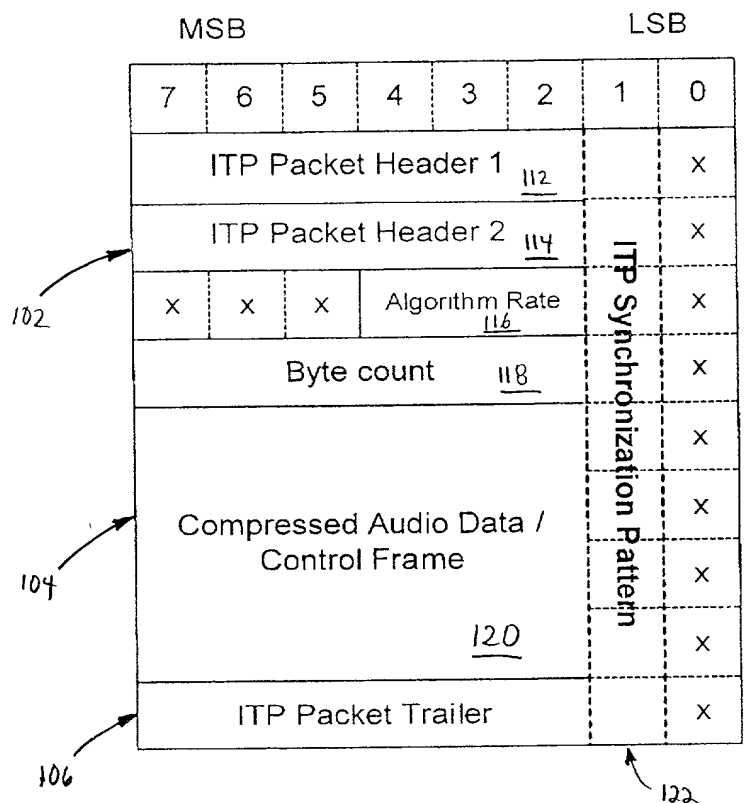 MSB LSB
7 6 5 4 3 2 1 0
ITP Packet Header 1 112 x
ITP Packet Header 2 114 x
102
x x x Algorithm Rate 116 x
Byte count 118 x
ITP Synchronization Pattern
x
x
104
Compressed Audio Data /
Control Frame
x
120 x
ITP Packet Trailer x
106
122